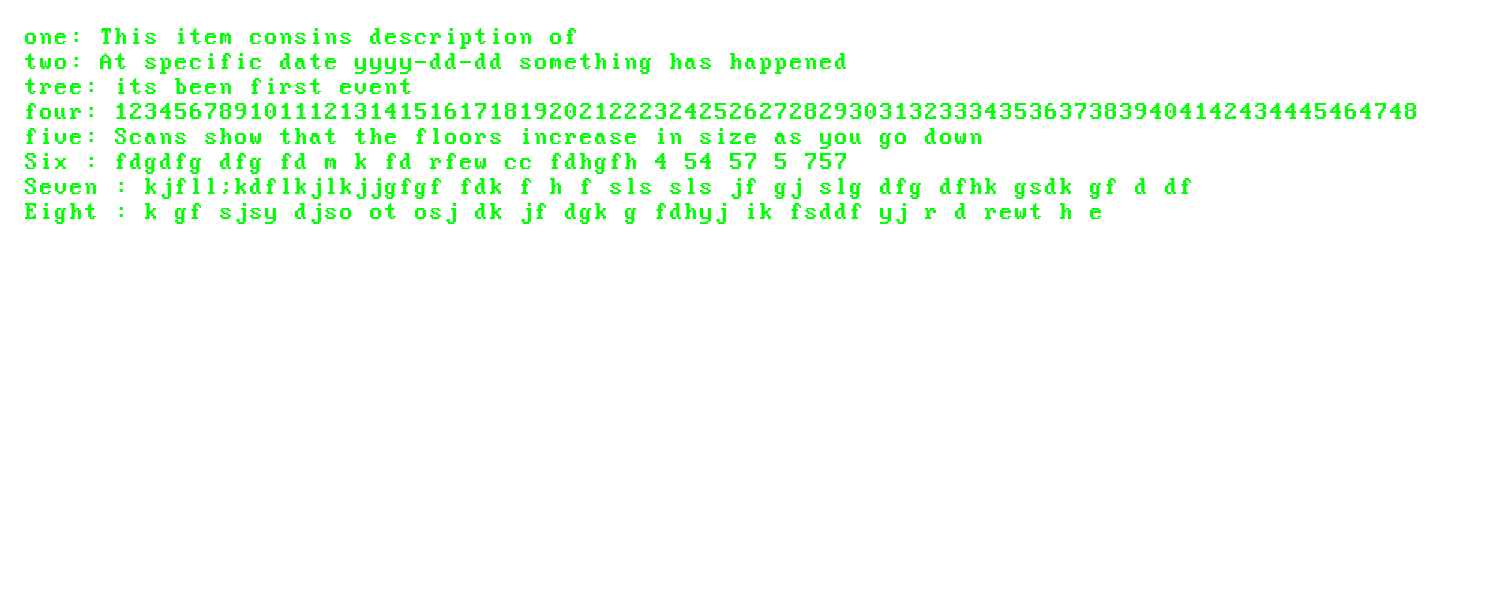 one: This item consins description of
two: At specific date yyyy-dd-dd something has happened
tree: its been first event
four: 123456789101112131415161718192021222324252627282930313233343536373839404142434445464748
five: Scans show that the floors increase in size as you go down
Six : fdgdfg dfg fd m k fd rfew cc fdhgfh 4 54 57 5 757
Seven : kjfll;kdflkjlkjjgfgf fdk f h f sls sls jf gj slg dfg dfhk gsdk gf d df
Eight : k gf sjsy djso ot osj dk jf dgk g fdhyj ik fsddf yj r d rewt h e